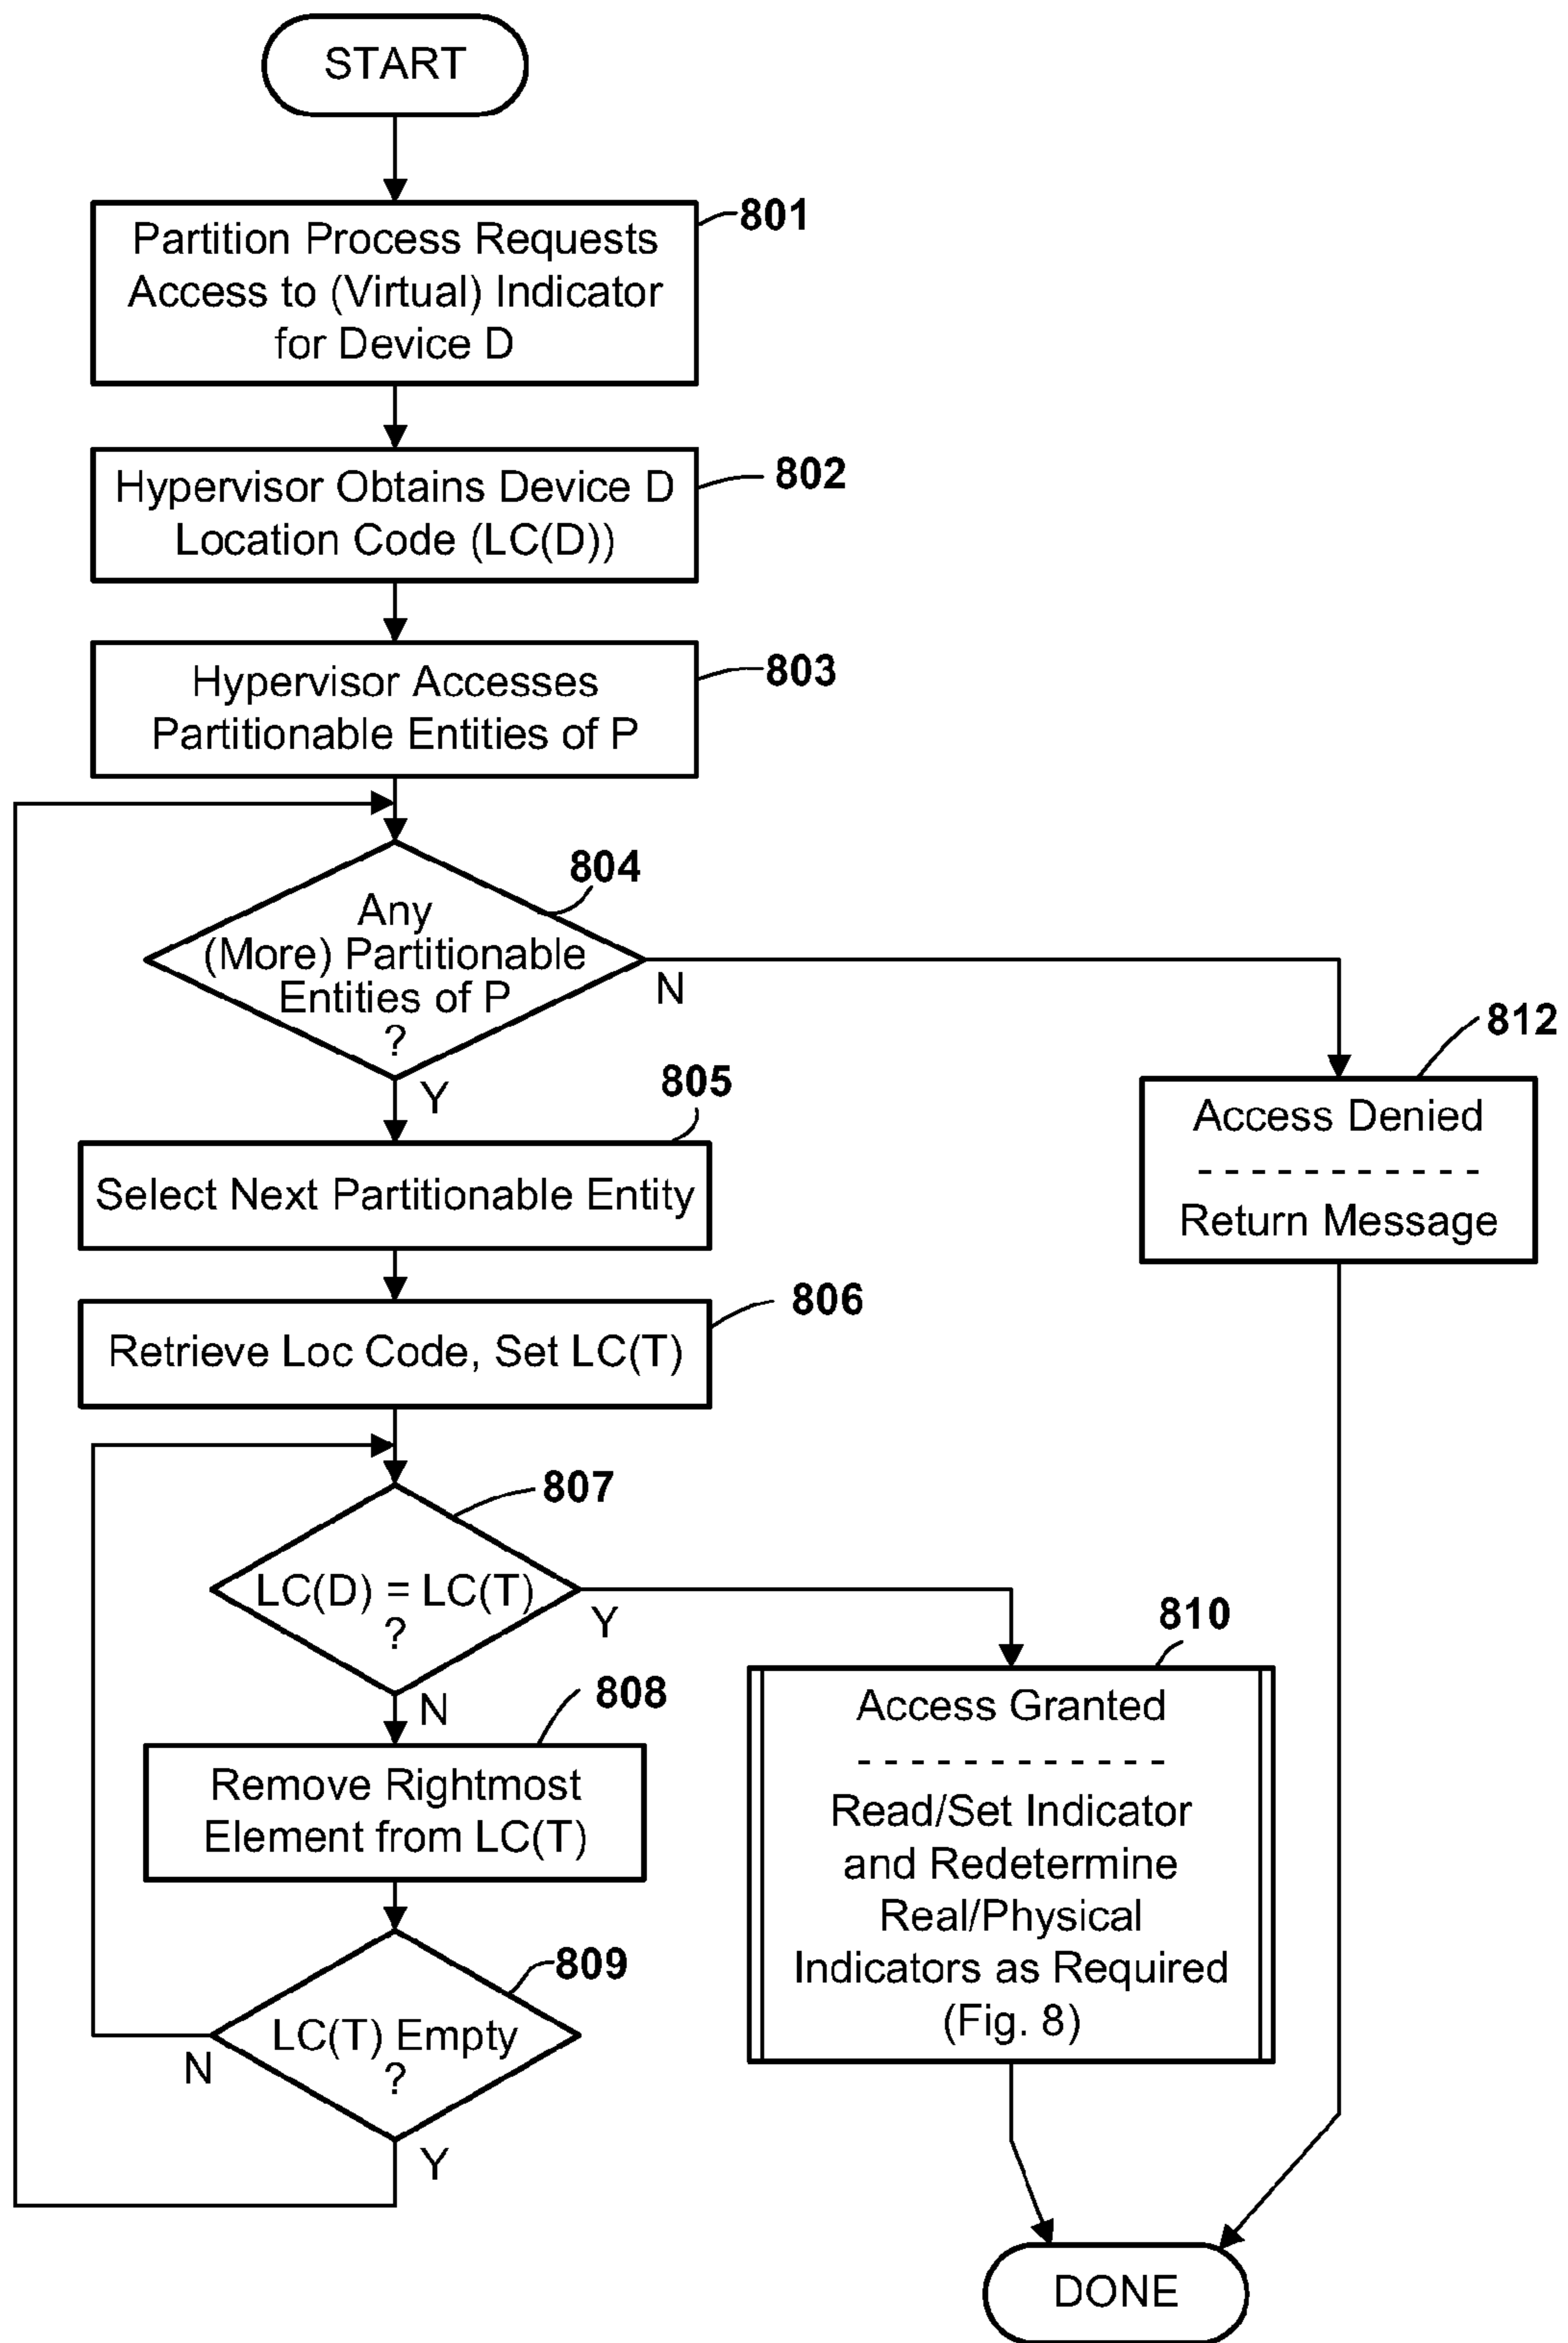 START
801
Partition Process Requests
Access to (Virtual) Indicator
for Device D
802
Hypervisor Obtains Device D
Location Code (LC(D))
803
Hypervisor Accesses
Partitionable Entities of P
804
Any
(More) Partitionable
Entities of P
?
N
Y
812
Access Denied
- - - - - - - - - - -
Return Message
805
Select Next Partitionable Entity
806
Retrieve Loc Code, Set LC(T)
807
LC(D) = LC(T)
?
Y
N
810
Access Granted
- - - - - - - - - - - -
Read/Set Indicator
and Redetermine
Real/Physical
Indicators as Required
(Fig. 8)
808
Remove Rightmost
Element from LC(T)
809
LC(T) Empty
?
N
Y
DONE